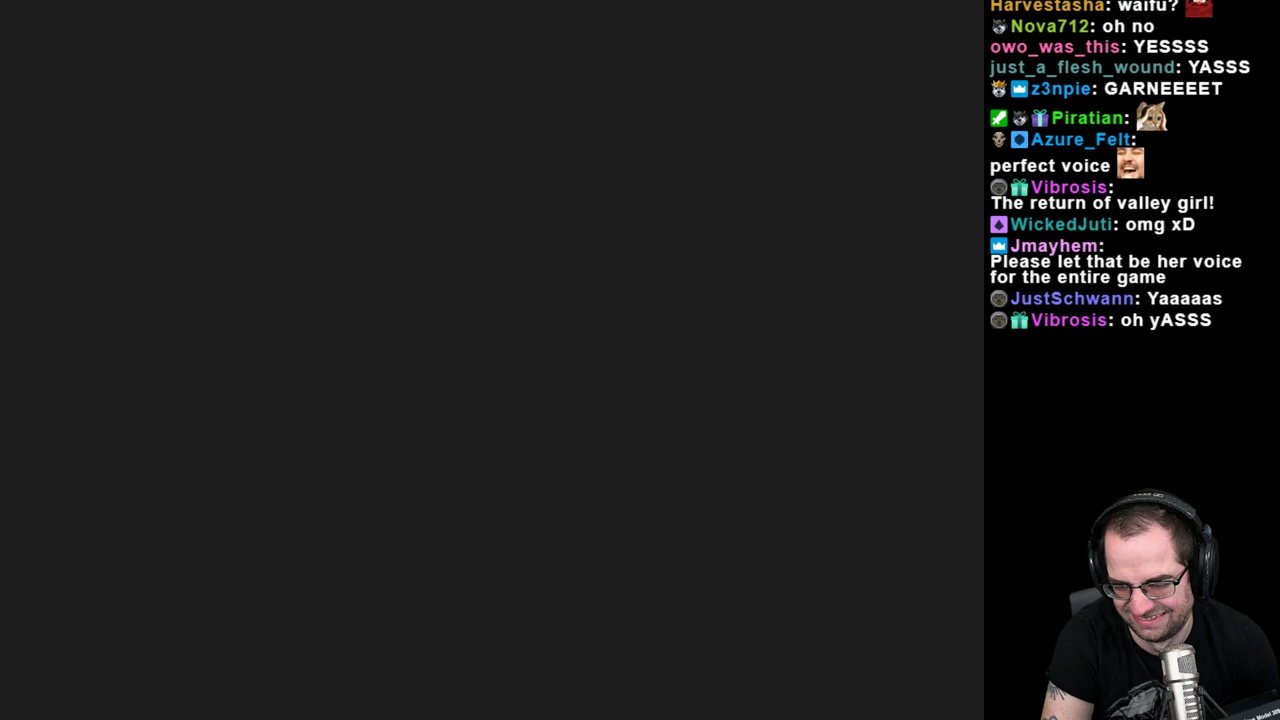 Harvestasha: waifu?
Nova712: oh no
owo_was_this: YESSSS
just_a_flesh_wound: YASSS
z3npie: GARNEEEET
Piratian:
Azure_Felt:
perfect voice
Vibrosis:
The return of valley girl!
WickedJuti: omg xD
Jmayhem:
Please let that be her voice
for the entire game
JustSchwann: Yaaaaas
Vibrosis: oh yASSS